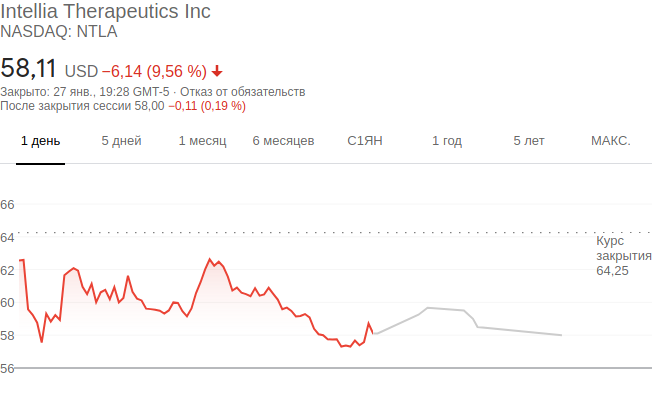 Intellia Therapeutics Inc
NASDAQ: NTLA
58,11 USD −6,14 (9,56 %)
Закрыто: 27 янв., 19:28 GMT-5 · Отказ от обязательств
После закрытия сессии 58,00 −0,11 (0,19 %)
1 день 5 дней 1 месяц 6 месяцев С1ЯН 1 год 5 лет МАКС.
66
64
Курс
закрытия
64,25
62
60
58
56